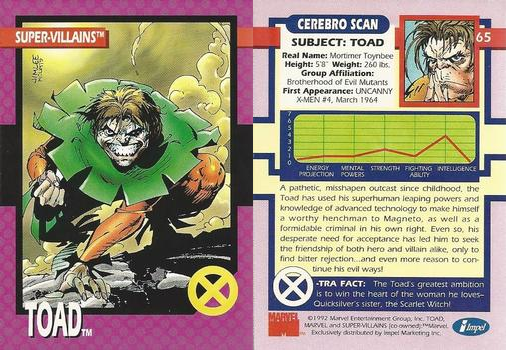 SUPER-VILLAINS™
JIM LEE
TOAD™
CEREBRO SCAN
65
SUBJECT: TOAD
Real Name: Mortimer Toynbee
Height: 5'8" Weight: 260 lbs.
Group Affiliation:
Brotherhood of Evil Mutants
First Appearance: UNCANNY
X-MEN #4, March 1964
7
6
5
4
3
2
1
0
ENERGY PROJECTION
MENTAL POWERS
STRENGTH
FIGHTING ABILITY
INTELLIGENCE
A pathetic, misshapen outcast since childhood, the
Toad has used his superhuman leaping powers and
knowledge of advanced technology to make himself
a worthy henchman to Magneto, as well as a
formidable criminal in his own right. Even so, his
desperate need for acceptance has led him to seek
the friendship of both hero and villain alike, only to
find bitter rejection...and even more reason to con-
tinue his evil ways!
X-TRA FACT: The Toad's greatest ambition
is to win the heart of the woman he loves–
Quicksilver's sister, the Scarlet Witch!
MARVEL
©1992 Marvel Entertainment Group, Inc. TOAD,
MARVEL and SUPER-VILLAINS (co-owned);™Marvel.
Exclusively distributed by Impel Marketing Inc.
Impel